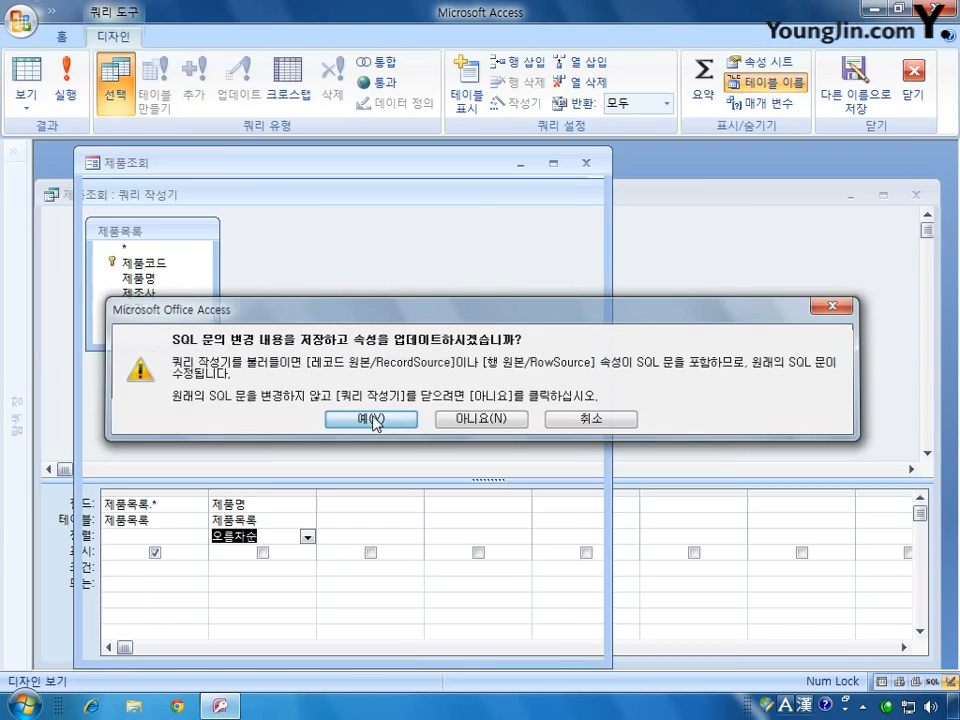 쿼리 도구
Microsoft Access
YoungJin.com Y.
홈
디자인
보기
실행
선택
테이블
만들기
추가
업데이트
크로스탭
삭제
통합
통과
데이터 정의
테이블
표시
행 삽입
행 삭제
작성기
열 삽입
열 삭제
반환:
모두
요약
속성 시트
테이블 이름
매개 변수
다른 이름으로
저장
닫기
결과
쿼리 유형
쿼리 설정
표시/숨기기
닫기
제품조회
조회 : 쿼리 작성기
제품목록
*
제품코드
제품명
제조사
Microsoft Office Access
SQL 문의 변경 내용을 저장하고 속성을 업데이트하시겠습니까?
쿼리 작성기를 불러들이면 [레코드 원본/RecordSource]이나 [행 원본/RowSource] 속성이 SQL 문을 포함하므로, 원래의 SQL 문이
수정됩니다.
원래의 SQL 문을 변경하지 않고 [쿼리 작성기]를 닫으려면 [아니요]를 클릭하십시오.
예(Y)
아니요(N)
취소
탐색 창
제품목록.*
제품명
제품목록
제품목록
오름차순
디자인 보기
Num Lock
SQL
A 漢